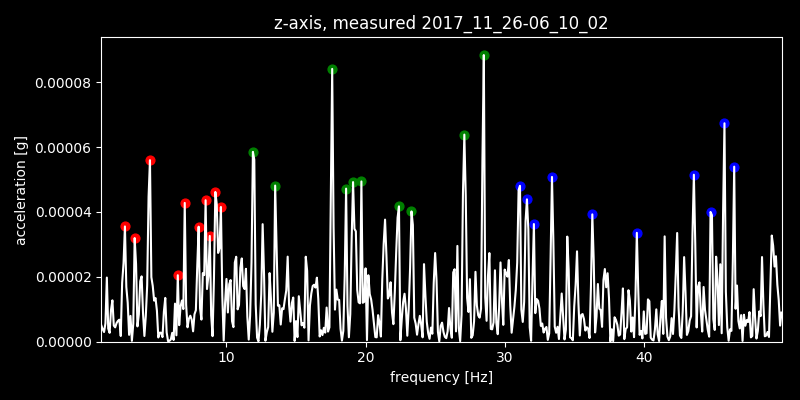 z-axis, measured 2017_11_26-06_10_02
0.00008
0.00006
0.00004
0.00002
0.00000
acceleration [g]
10 20 30 40
frequency [Hz]